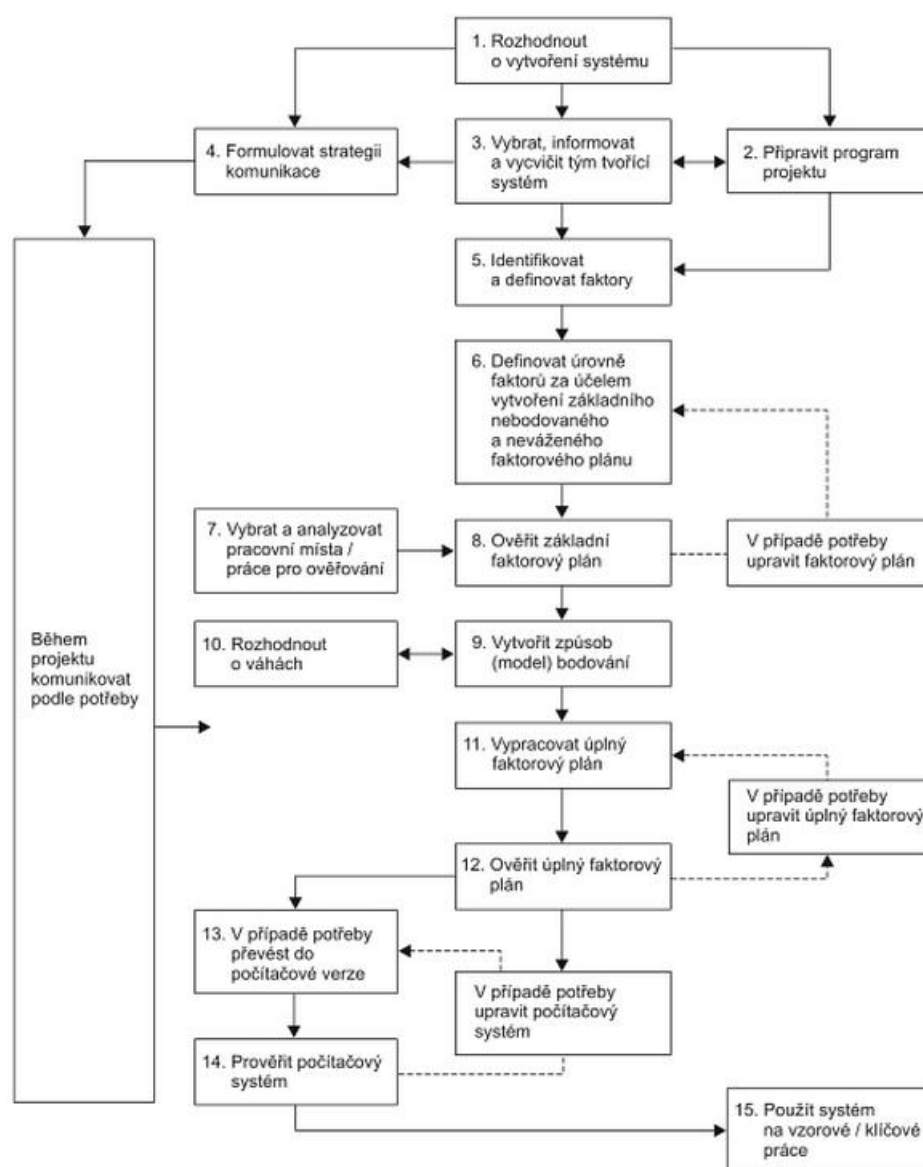 1. Rozhodnout
o vytvoření systému
4. Formulovat strategii
komunikace
3. Vybrat, informovat
a vycvičit tým tvořící
systém
2. Připravit program
projektu
5. Identifikovat
a definovat faktory
6. Definovat úrovně
faktorů za účelem
vytvoření základního
nebodovaného
a neváženého
faktorového plánu
7. Vybrat a analyzovat
pracovní místa /
práce pro ověřování
8. Ověřit základní
faktorový plán
V případě potřeby
upravit faktorový plán
Během
projektu
komunikovat
podle potřeby
10. Rozhodnout
o váhách
9. Vytvořit způsob
(model) bodování
11. Vypracovat úplný
faktorový plán
V případě potřeby
upravit úplný faktorový
plán
12. Ověřit úplný faktorový
plán
13. V případě potřeby
převést do
počítačové verze
V případě potřeby
upravit počítačový
systém
14. Prověřit počítačový
systém
15. Použít systém
na vzorové / klíčové
práce